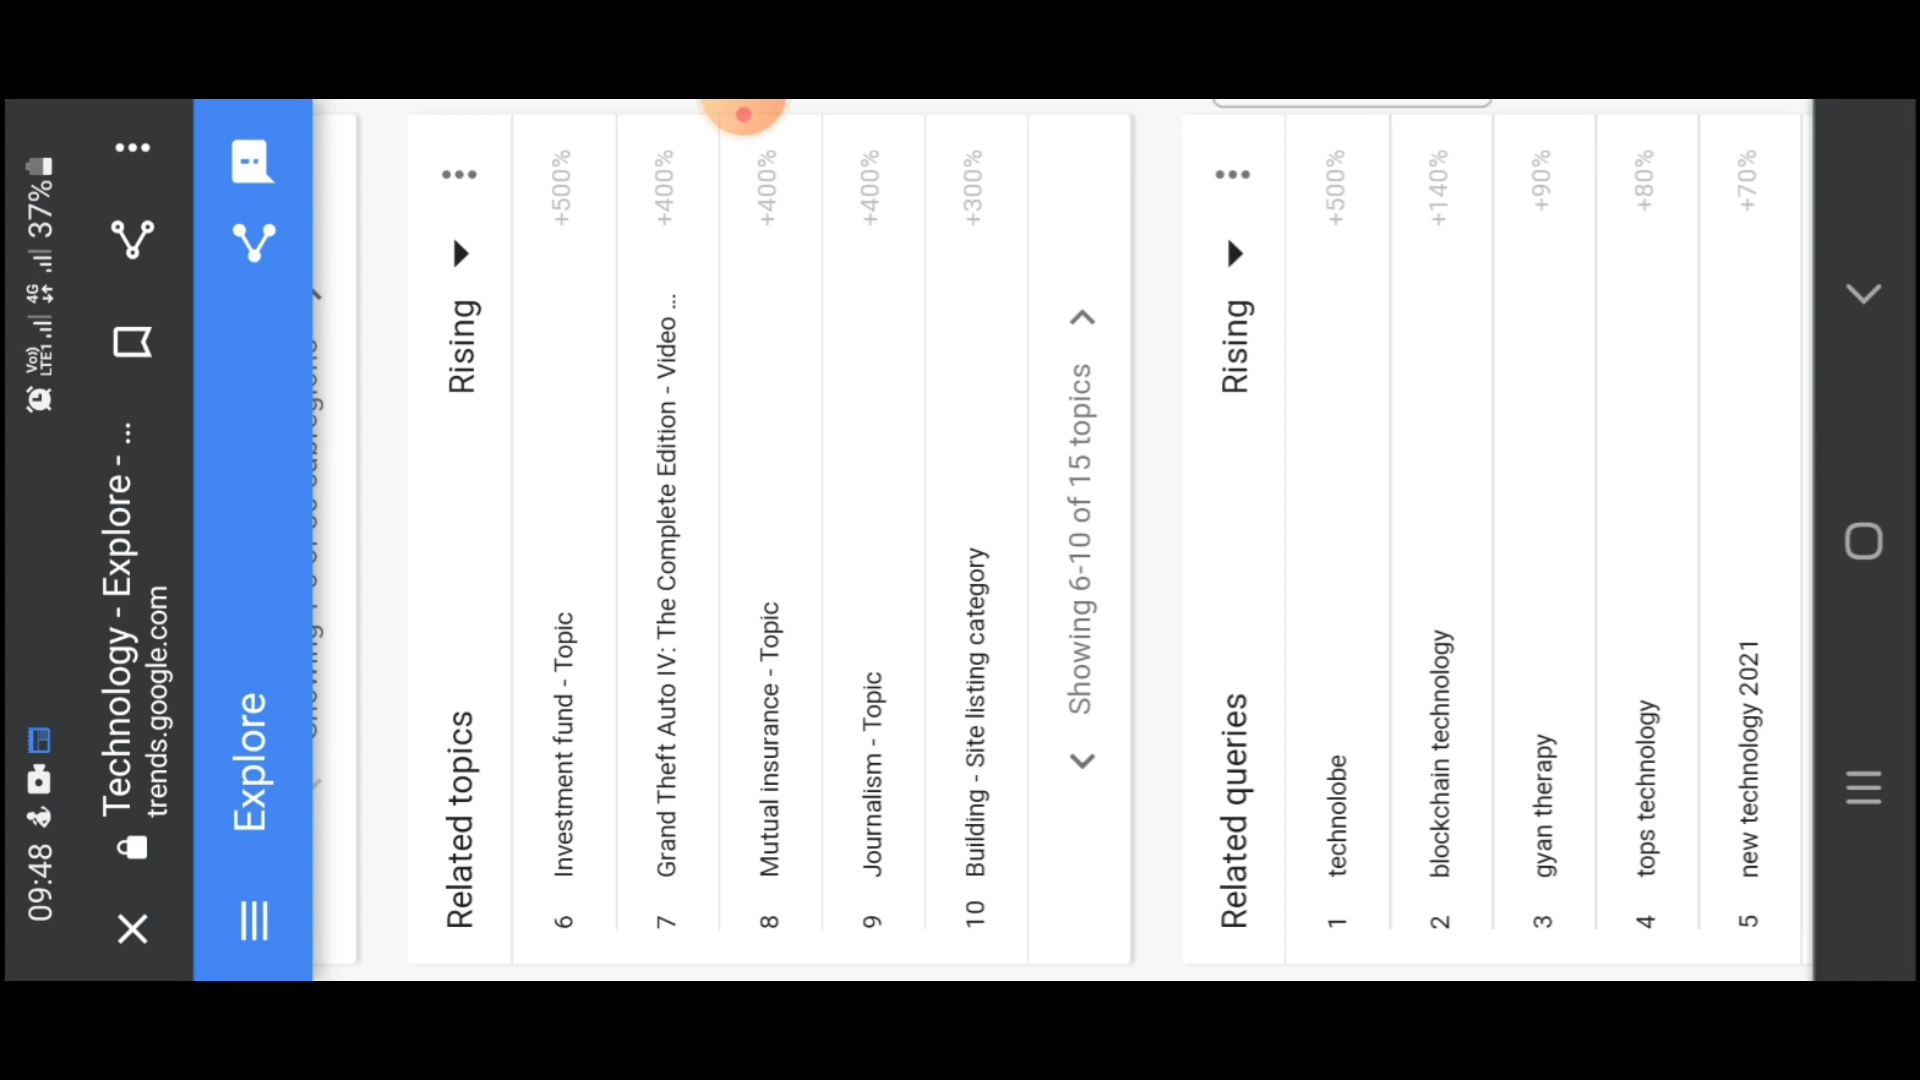 09:48
Vo)) LTE1 4G 37%
Technology - Explore - ...
trends.google.com
Explore
Related topics
Rising
6 Investment fund - Topic +500%
7 Grand Theft Auto IV: The Complete Edition - Video ... +400%
8 Mutual insurance - Topic +400%
9 Journalism - Topic +400%
10 Building - Site listing category +300%
Showing 6-10 of 15 topics
Related queries
Rising
1 technolobe +500%
2 blockchain technology +140%
3 gyan therapy +90%
4 tops technology +80%
5 new technology 2021 +70%